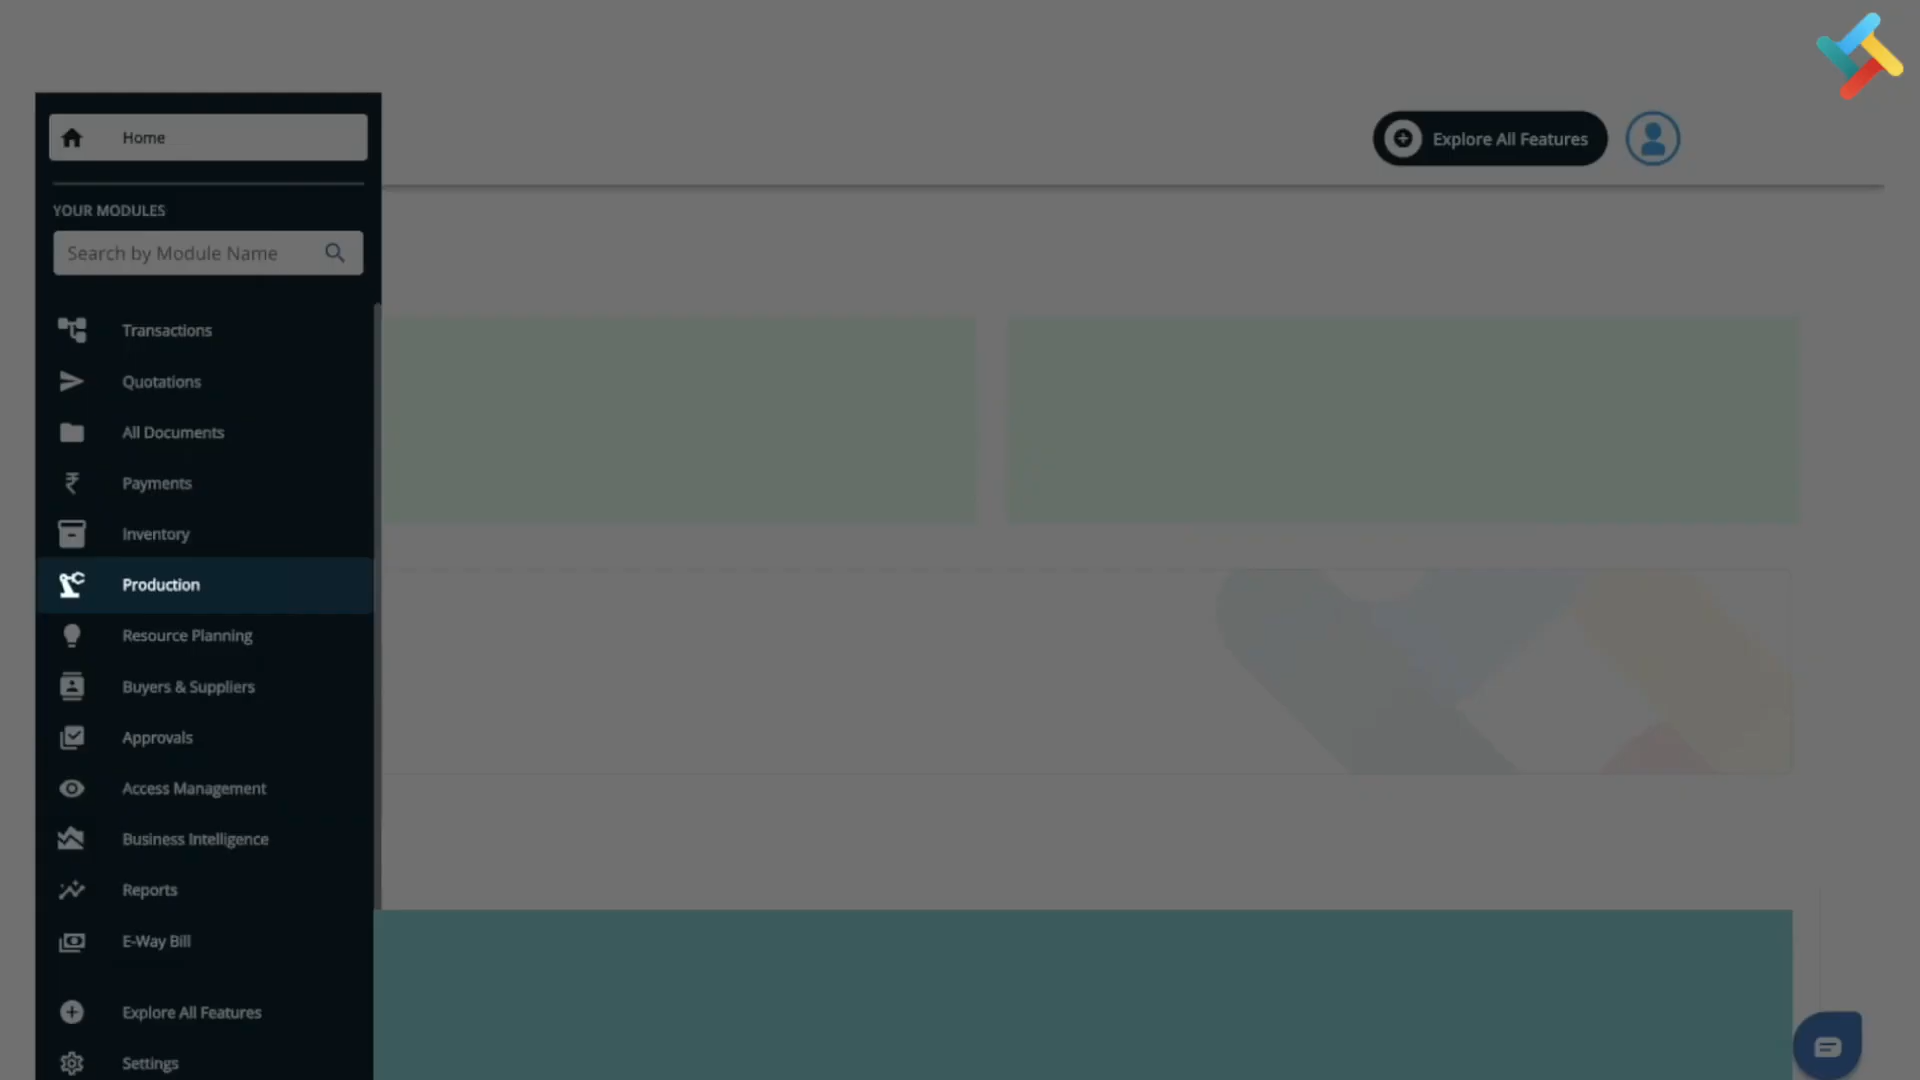 Home
Explore All Features
YOUR MODULES
Search by Module Name
Transactions
Quotations
All Documents
Payments
Inventory
Production
Resource Planning
Buyers & Suppliers
Approvals
Access Management
Business Intelligence
Reports
E-Way Bill
Explore All Features
Settings